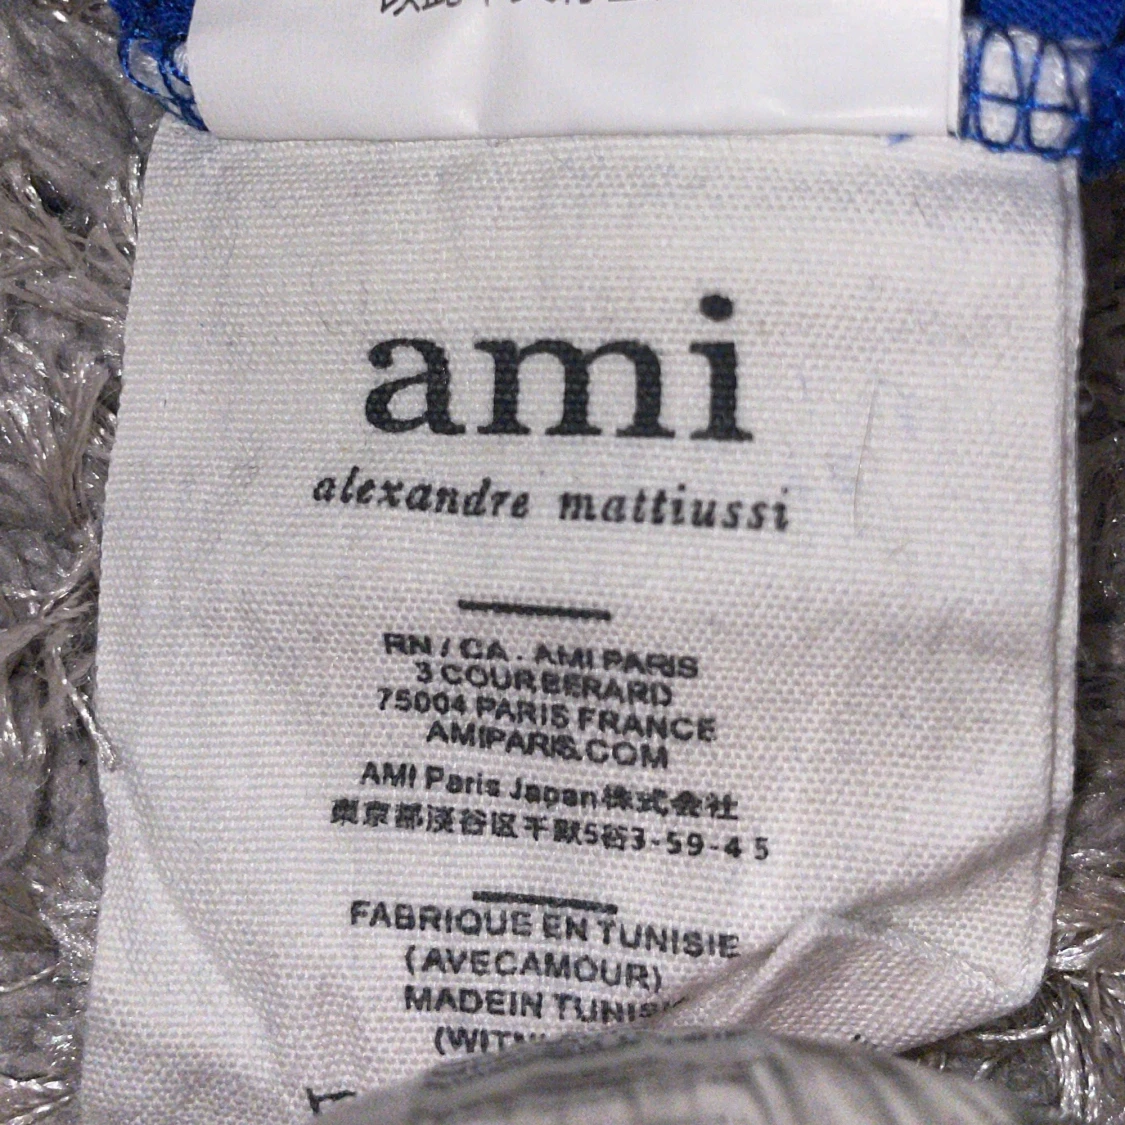 ami
alexandre mattiussi
RN / CA . AMI PARIS
3 COUR BERARD
75004 PARIS FRANCE
AMIPARIS.COM
AMI Paris Japan株式会社
東京都渋谷区千駄5谷3-59-4 5
FABRIQUE EN TUNISIE
(AVECAMOUR)
MADEIN